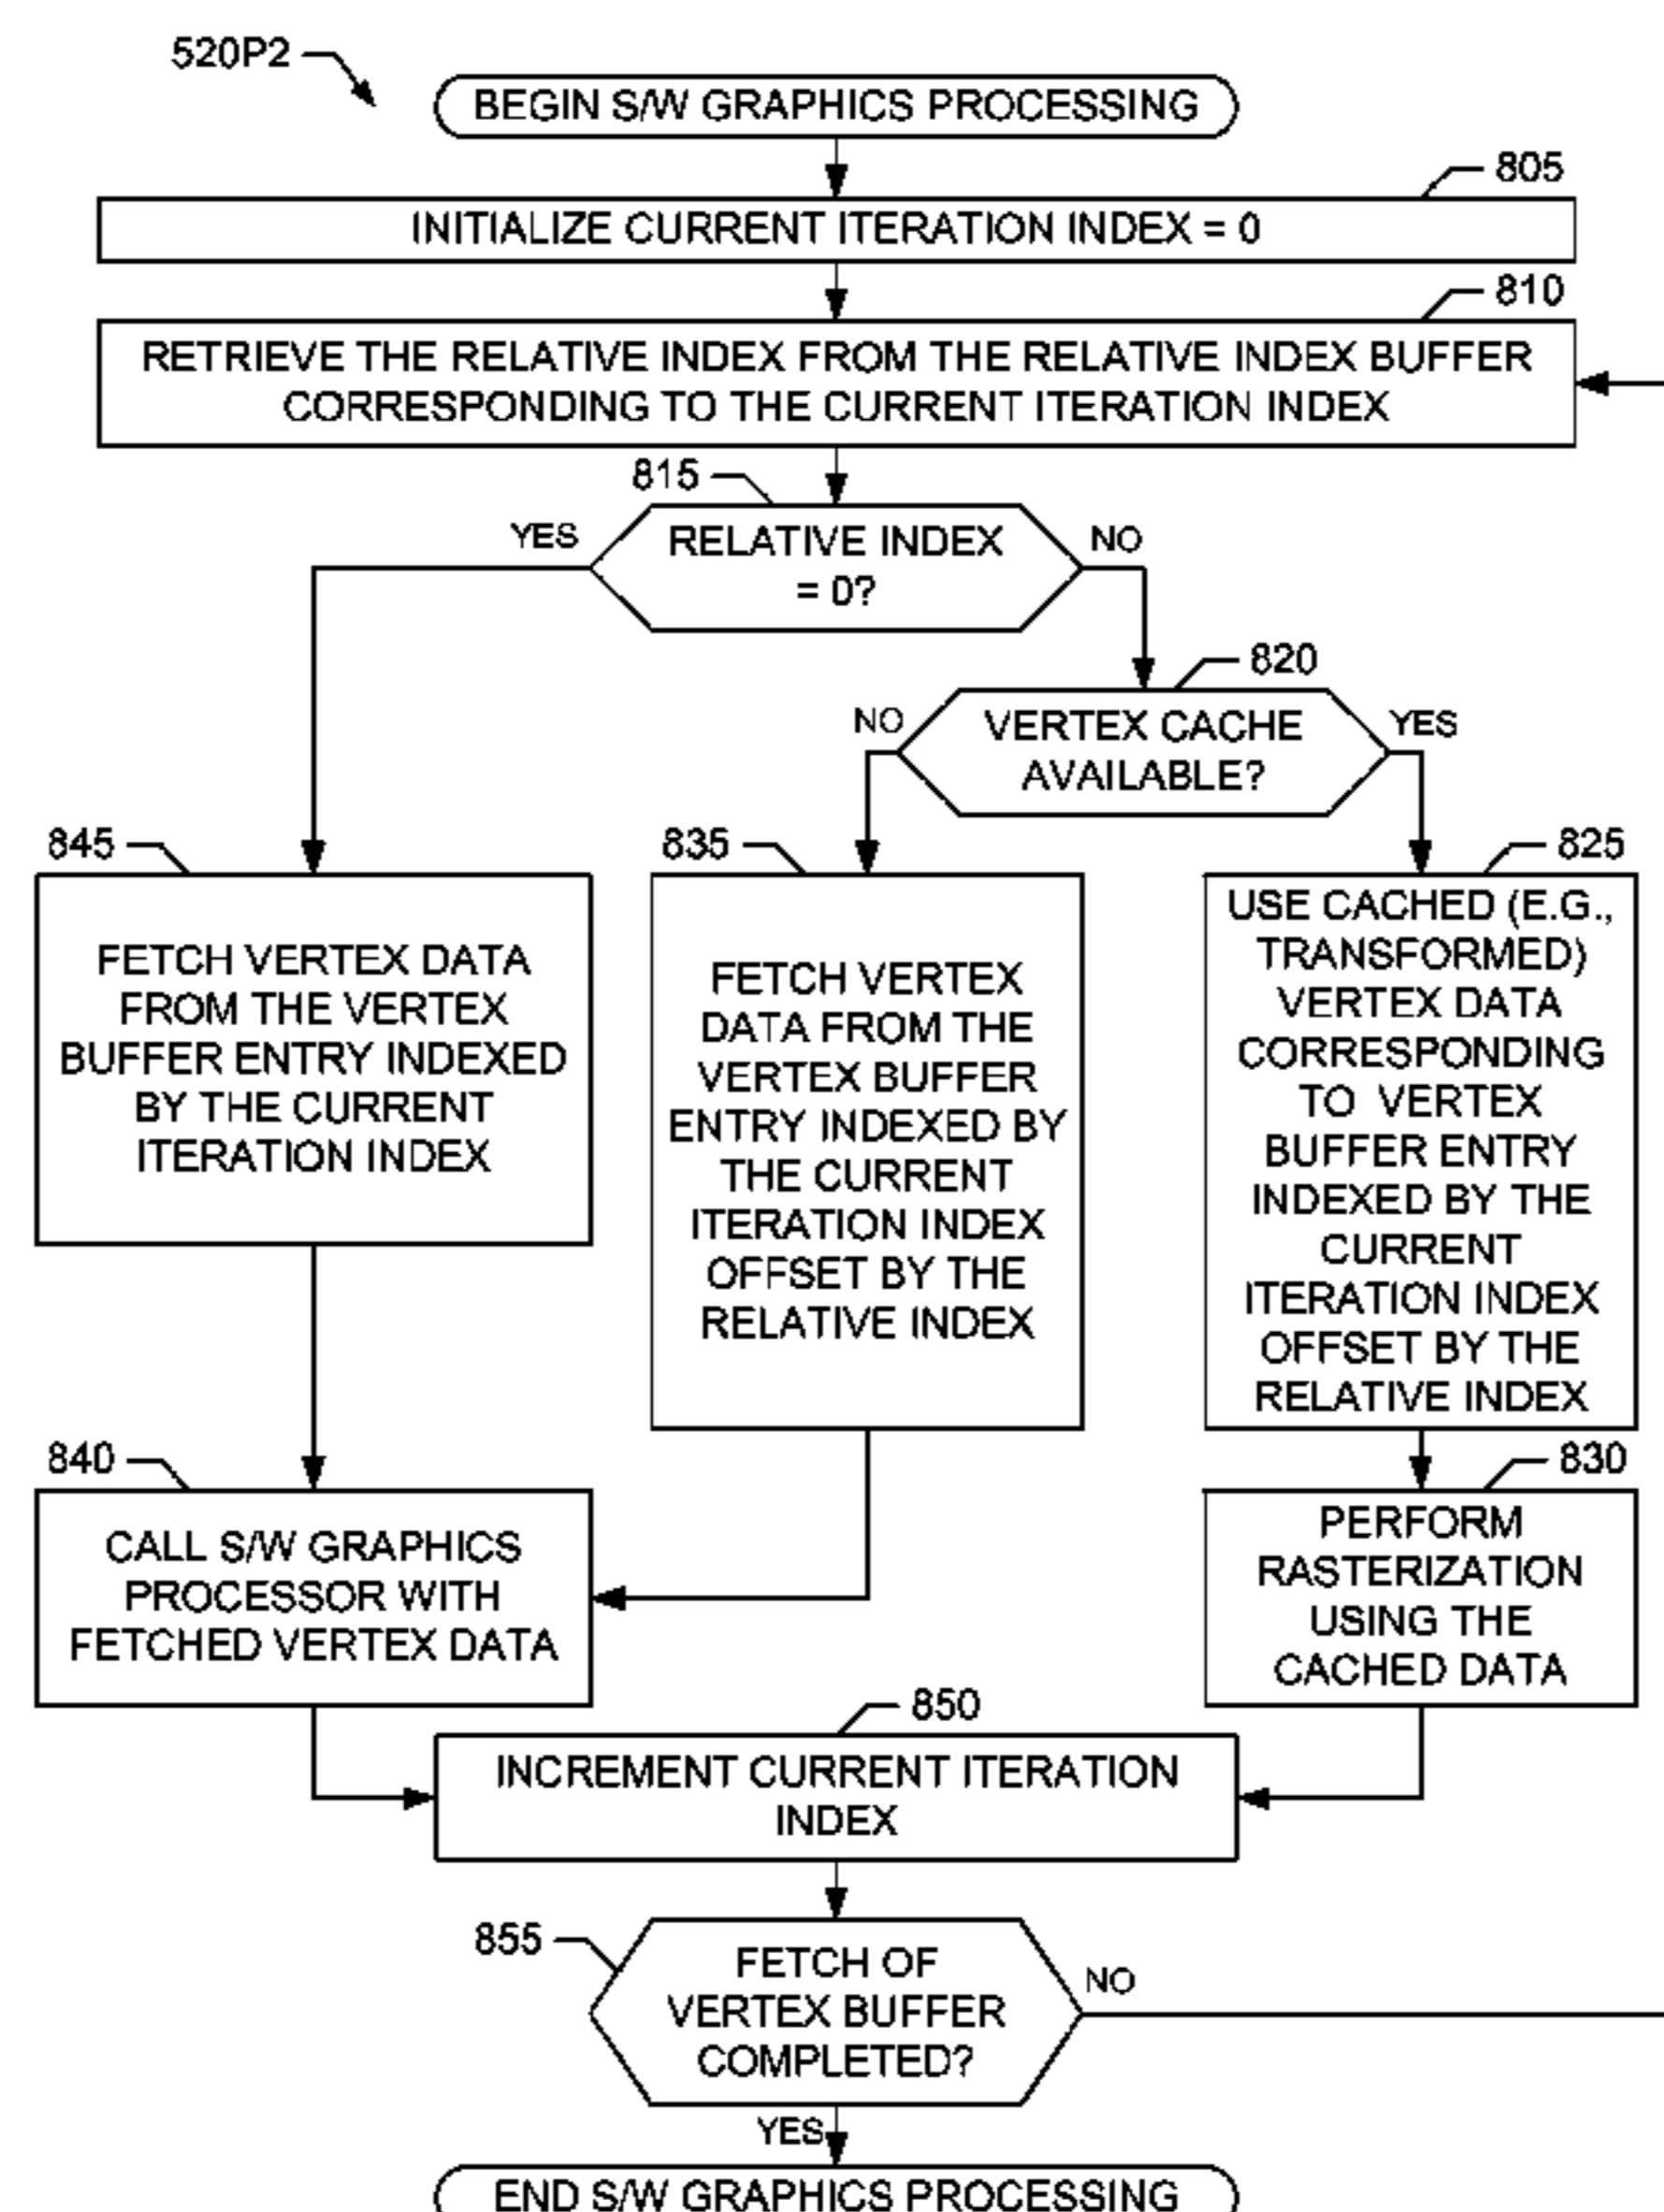 520P2
BEGIN S/W GRAPHICS PROCESSING
805
INITIALIZE CURRENT ITERATION INDEX = 0
810
RETRIEVE THE RELATIVE INDEX FROM THE RELATIVE INDEX BUFFER
CORRESPONDING TO THE CURRENT ITERATION INDEX
815
YES
RELATIVE INDEX
= 0?
NO
820
NO
VERTEX CACHE
AVAILABLE?
YES
845
FETCH VERTEX DATA
FROM THE VERTEX
BUFFER ENTRY INDEXED
BY THE CURRENT
ITERATION INDEX
835
FETCH VERTEX
DATA FROM THE
VERTEX BUFFER
ENTRY INDEXED BY
THE CURRENT
ITERATION INDEX
OFFSET BY THE
RELATIVE INDEX
825
USE CACHED (E.G.,
TRANSFORMED)
VERTEX DATA
CORRESPONDING
TO VERTEX
BUFFER ENTRY
INDEXED BY THE
CURRENT
ITERATION INDEX
OFFSET BY THE
RELATIVE INDEX
840
CALL S/W GRAPHICS
PROCESSOR WITH
FETCHED VERTEX DATA
830
PERFORM
RASTERIZATION
USING THE
CACHED DATA
850
INCREMENT CURRENT ITERATION
INDEX
855
FETCH OF
VERTEX BUFFER
COMPLETED?
NO
YES
END S/W GRAPHICS PROCESSING